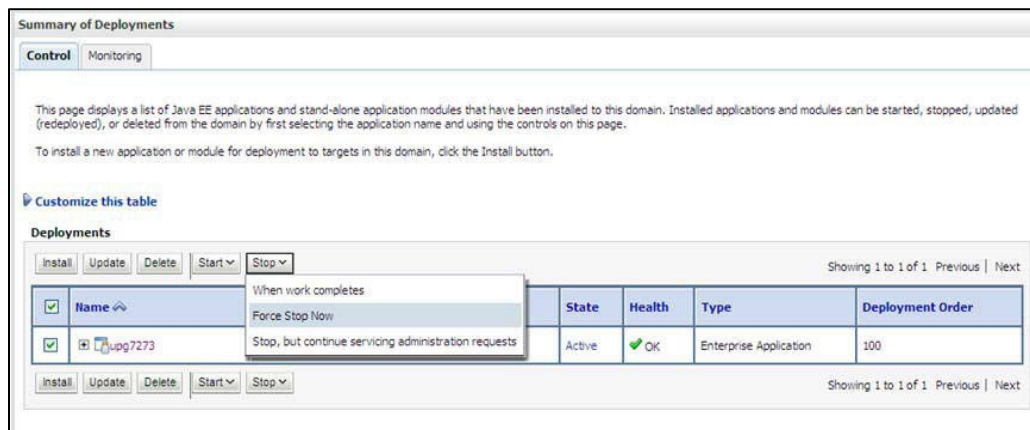 Summary of Deployments
Control Monitoring
This page displays a list of Java EE applications and stand-alone application modules that have been installed to this domain. Installed applications and modules can be started, stopped, updated
(redeployed), or deleted from the domain by first selecting the application name and using the controls on this page.
To install a new application or module for deployment to targets in this domain, click the Install button.
Customize this table
Deployments
Install Update Delete Start Stop Showing 1 to 1 of 1 Previous | Next
When work completes
Force Stop Now
Stop, but continue servicing administration requests
Name State Health Type Deployment Order
upg7273 Active OK Enterprise Application 100
Install Update Delete Start Stop Showing 1 to 1 of 1 Previous | Next